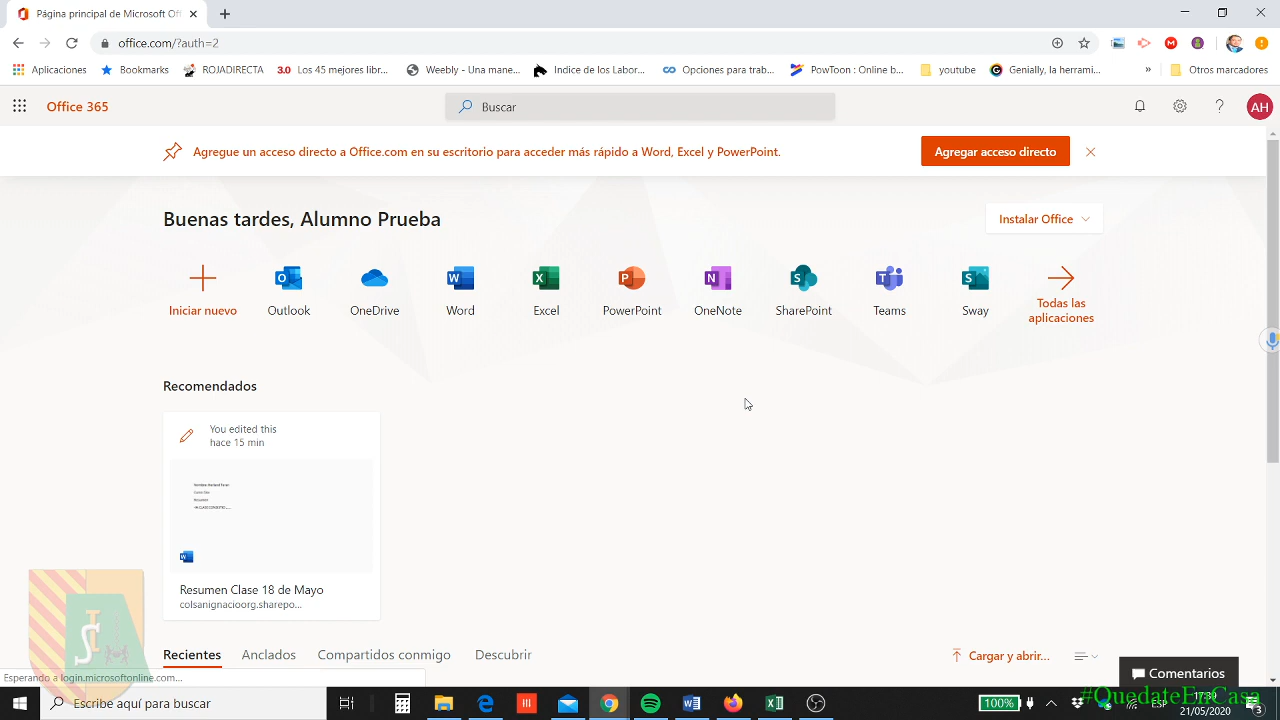 Página principal de Microsoft Of
office.com/?auth=2
Aplicaciones
Bookmarks
ROJADIRECTA
3.0 Los 45 mejores libr...
Weebly - Una mane...
Indice de los Labor...
Opciones para trab...
PowToon : Online b...
youtube
Genially, la herrami...
»
Otros marcadores
Office 365
Buscar
?
AH
Agregue un acceso directo a Office.com en su escritorio para acceder más rápido a Word, Excel y PowerPoint.
Agregar acceso directo
Buenas tardes, Alumno Prueba
Instalar Office
Iniciar nuevo
Outlook
OneDrive
Word
Excel
PowerPoint
OneNote
SharePoint
Teams
Sway
Todas las
aplicaciones
Recomendados
You edited this
hace 15 min
Resumen Clase 18 de Mayo
colsanignacioorg.sharepo...
Recientes
Anclados
Compartidos conmigo
Descubrir
Cargar y abrir...
Esperando a login.microsoftonline.com...
Comentarios
Escribe aquí para buscar
100%
#QuedateEnCasa
ESP
17:39
21/05/2020
3